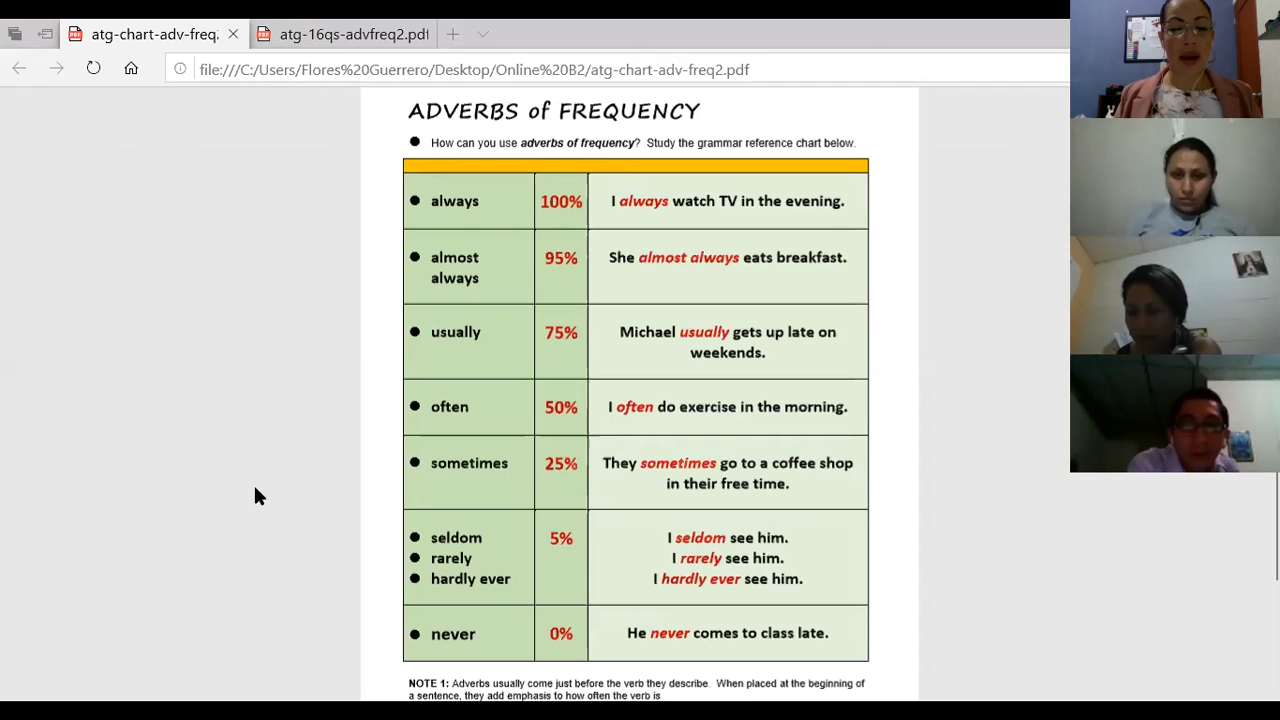 atg-chart-adv-freq
atg-16qs-advfreq2.pdf
file:///C:/Users/Flores%20Guerrero/Desktop/Online%20B2/atg-chart-adv-freq2.pdf
ADVERBS of FREQUENCY
● How can you use adverbs of frequency? Study the grammar reference chart below.
● always 100% I always watch TV in the evening.
● almost 95% She almost always eats breakfast.
always
● usually 75% Michael usually gets up late on
weekends.
● often 50% I often do exercise in the morning.
● sometimes 25% They sometimes go to a coffee shop
in their free time.
● seldom 5% I seldom see him.
● rarely I rarely see him.
● hardly ever I hardly ever see him.
● never 0% He never comes to class late.
NOTE 1: Adverbs usually come just before the verb they describe. When placed at the beginning of
a sentence, they add emphasis to how often the verb is